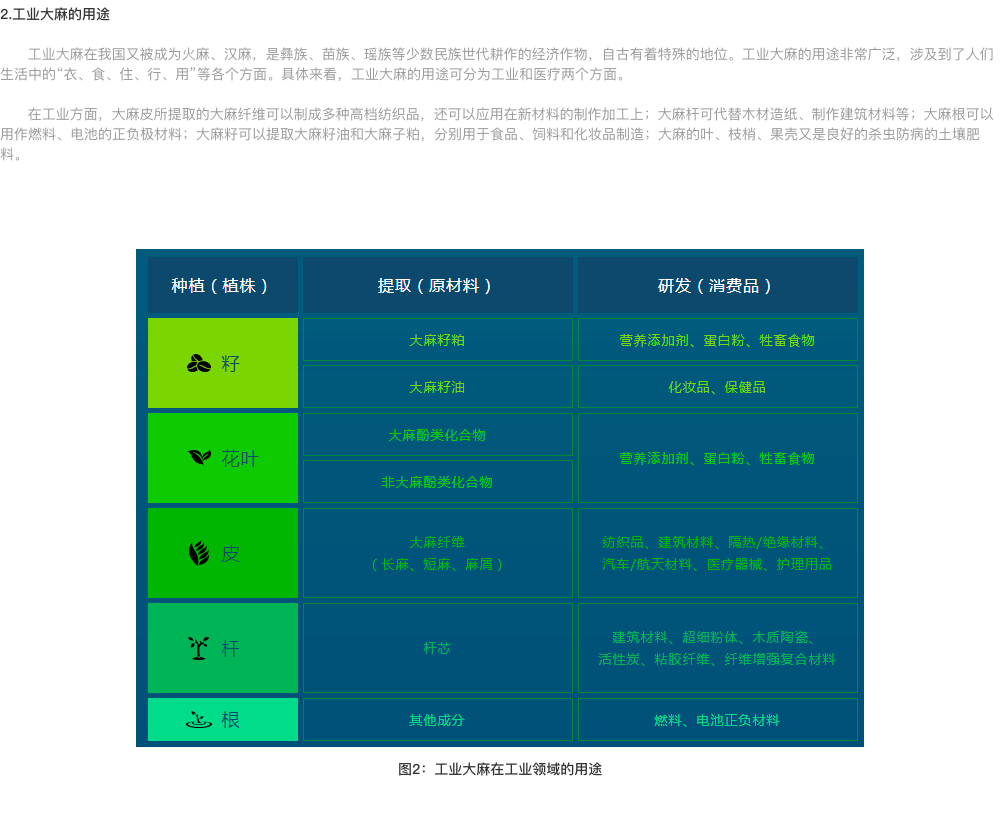 2.工业大麻的用途
工业大麻在我国又被成为火麻、汉麻，是彝族、苗族、瑶族等少数民族世代耕作的经济作物，自古有着特殊的地位。工业大麻的用途非常广泛，涉及到了人们
生活中的“衣、食、住、行、用”等各个方面。具体来看，工业大麻的用途可分为工业和医疗两个方面。
在工业方面，大麻皮所提取的大麻纤维可以制成多种高档纺织品，还可以应用在新材料的制作加工上；大麻杆可代替木材造纸、制作建筑材料等；大麻根可以
用作燃料、电池的正负极材料；大麻籽可以提取大麻籽油和大麻子粕，分别用于食品、饲料和化妆品制造；大麻的叶、枝梢、果壳又是良好的杀虫防病的土壤肥
料。
种植（植株） 提取（原材料） 研发（消费品）
籽
大麻籽粕 营养添加剂、蛋白粉、牲畜食物
大麻籽油 化妆品、保健品
花叶
大麻酚类化合物
非大麻酚类化合物
营养添加剂、蛋白粉、牲畜食物
皮
大麻纤维
（长麻、短麻、麻屑）
纺织品、建筑材料、隔热/绝缘材料、
汽车/航天材料、医疗器械、护理用品
杆
杆芯
建筑材料、超细粉体、木质陶瓷、
活性炭、粘胶纤维、纤维增强复合材料
根 其他成分 燃料、电池正负材料
图2：工业大麻在工业领域的用途